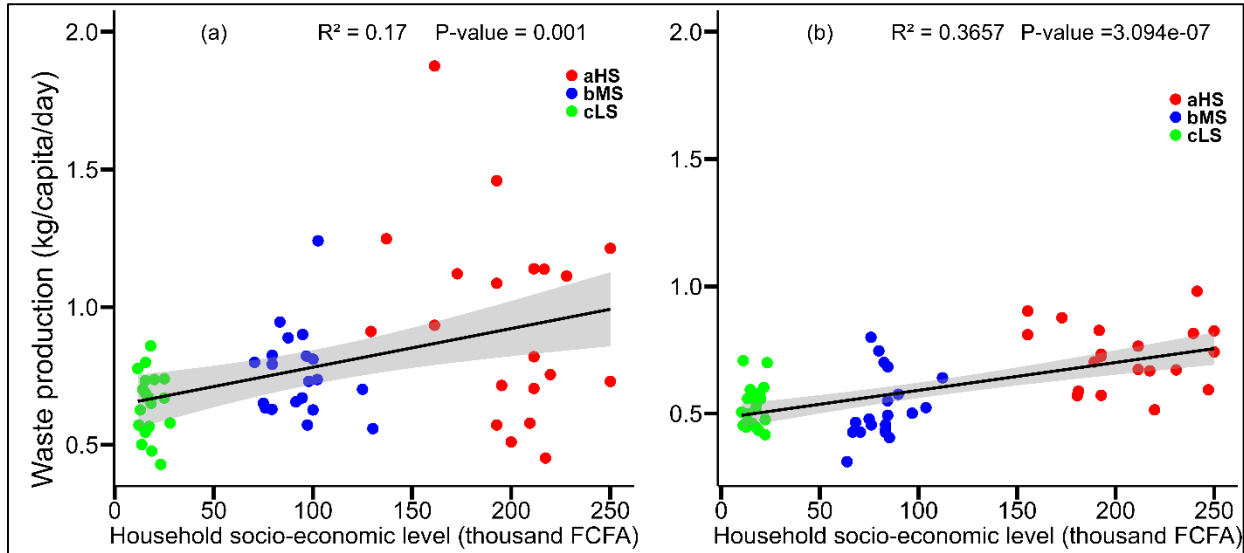 (a) R² = 0.17 P-value = 0.001
aHS
bMS
cLS
Waste production (kg/capita/day)
2.0
1.5
1.0
0.5
0 50 100 150 200 250
Household socio-economic level (thousand FCFA)
(b) R² = 0.3657 P-value =3.094e-07
aHS
bMS
cLS
2.0
1.5
1.0
0.5
0 50 100 150 200 250
Household socio-economic level (thousand FCFA)